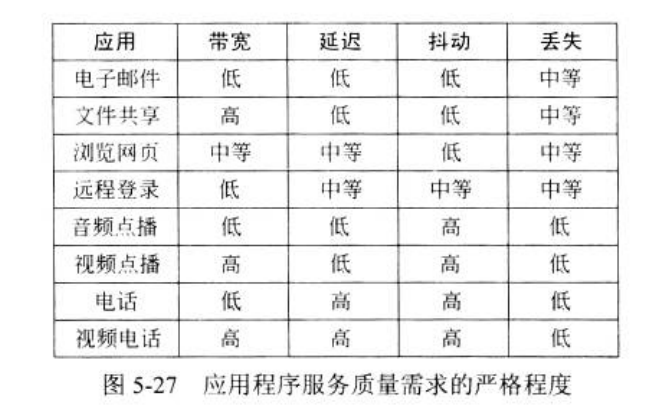 应用 带宽 延迟 抖动 丢失
电子邮件 低 低 低 中等
文件共享 高 低 低 中等
浏览网页 中等 中等 低 中等
远程登录 低 中等 中等 中等
音频点播 低 低 高 低
视频点播 高 低 高 低
电话 低 高 高 低
视频电话 高 高 高 低
图 5-27 应用程序服务质量需求的严格程度